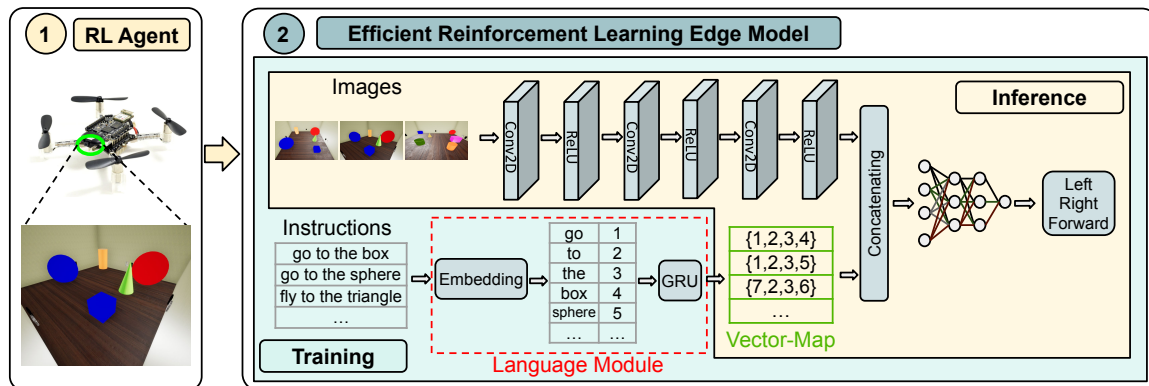 1
RL Agent
2
Efficient Reinforcement Learning Edge Model
Images
Inference
Conv2D
ReLU
Conv2D
ReLU
Conv2D
ReLU
Concatenating
Left
Right
Forward
Instructions
go to the box
go to the sphere
fly to the triangle
...
Embedding
go 1
to 2
the 3
box 4
sphere 5
... ...
GRU
{1,2,3,4}
{1,2,3,5}
{7,2,3,6}
...
Vector-Map
Training
Language Module